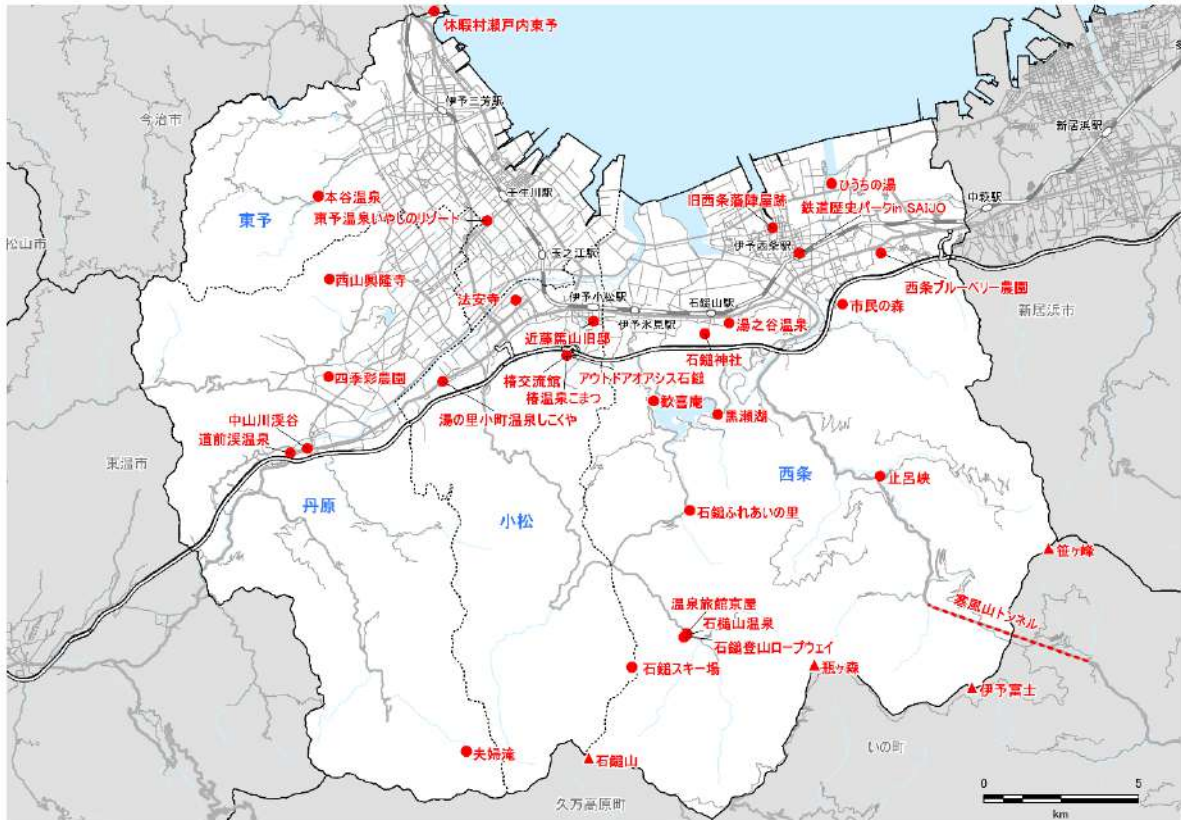 休暇村瀬戸内東予
伊予三芳駅
今治市
新居浜駅
壬生川駅
本谷温泉
ひうちの湯
中萩駅
旧西条藩陣屋跡
鉄道歴史パークin SAIJO
東予
東予温泉いやしのリゾート
松山市
玉之江駅
伊予西条駅
西山興隆寺
西条ブルーベリー農園
法安寺
伊予小松駅
石鎚山駅
市民の森
新居浜市
伊予氷見駅
湯之谷温泉
近藤篤山旧邸
石鎚神社
椿交流館
アウトドアオアシス石鎚
四季彩農園
椿温泉こまつ
歓喜庵
湯の里小町温泉しこくや
黒瀬湖
中山川渓谷
道前渓温泉
東温市
西条
止呂峡
丹原
小松
石鎚ふれあいの里
笹ヶ峰
温泉旅館京屋
寒風山トンネル
石槌山温泉
石鎚登山ロープウェイ
石鎚スキー場
瓶ヶ森
伊予富士
いの町
夫婦滝
石鎚山
久万高原町
0 5
km